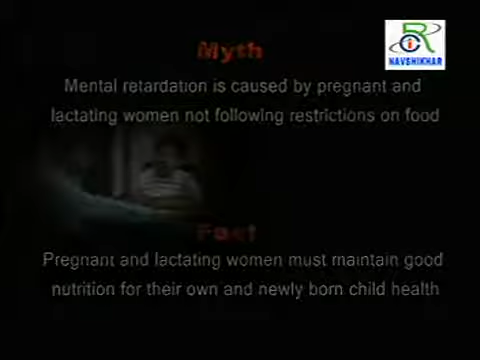 Myth
Mental retardation is caused by pregnant and
lactating women not following restrictions on food
Fact
Pregnant and lactating women must maintain good
nutrition for their own and newly born child health
R
i
NAVSHIKHAR